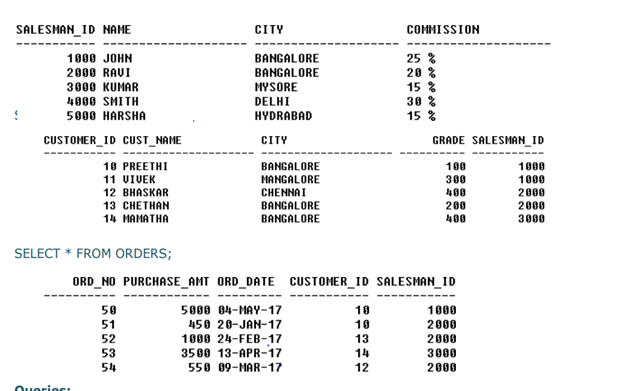 SALESMAN_ID NAME CITY COMMISSION
1000 JOHN BANGALORE 25 %
2000 RAVI BANGALORE 20 %
3000 KUMAR MYSORE 15 %
4000 SMITH DELHI 30 %
5000 HARSHA HYDRABAD 15 %
CUSTOMER_ID CUST_NAME CITY GRADE SALESMAN_ID
10 PREETHI BANGALORE 100 1000
11 VIVEK MANGALORE 300 1000
12 BHASKAR CHENNAI 400 2000
13 CHETHAN BANGALORE 200 2000
14 MAMATHA BANGALORE 400 3000
SELECT * FROM ORDERS;
ORD_NO PURCHASE_AMT ORD_DATE CUSTOMER_ID SALESMAN_ID
50 5000 04-MAY-17 10 1000
51 450 20-JAN-17 10 2000
52 1000 24-FEB-17 13 2000
53 3500 13-APR-17 14 3000
54 550 09-MAR-17 12 2000
Queries: